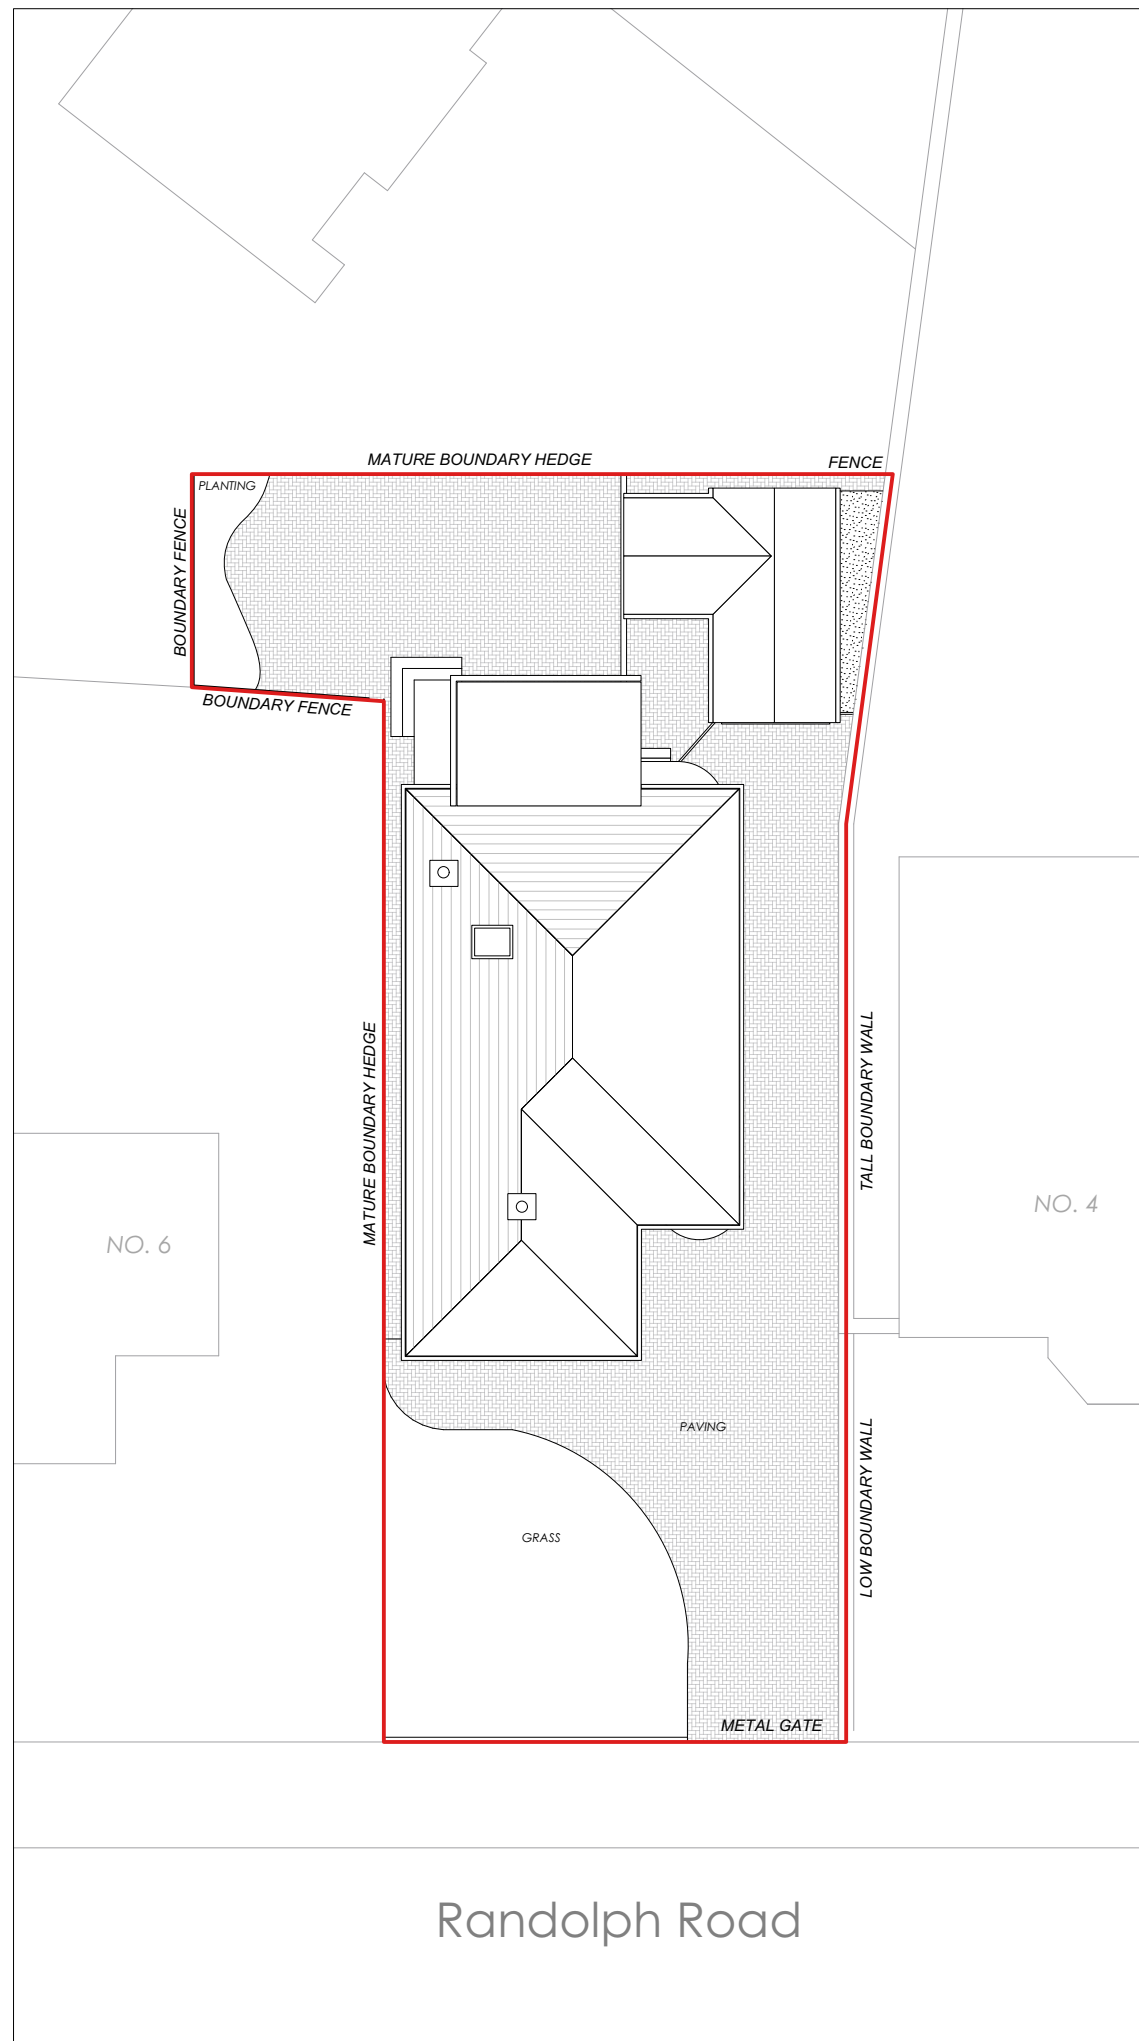 MATURE BOUNDARY HEDGE
FENCE
PLANTING
BOUNDARY FENCE
BOUNDARY FENCE
MATURE BOUNDARY HEDGE
TALL BOUNDARY WALL
NO. 4
NO. 6
PAVING
LOW BOUNDARY WALL
GRASS
METAL GATE
Randolph Road